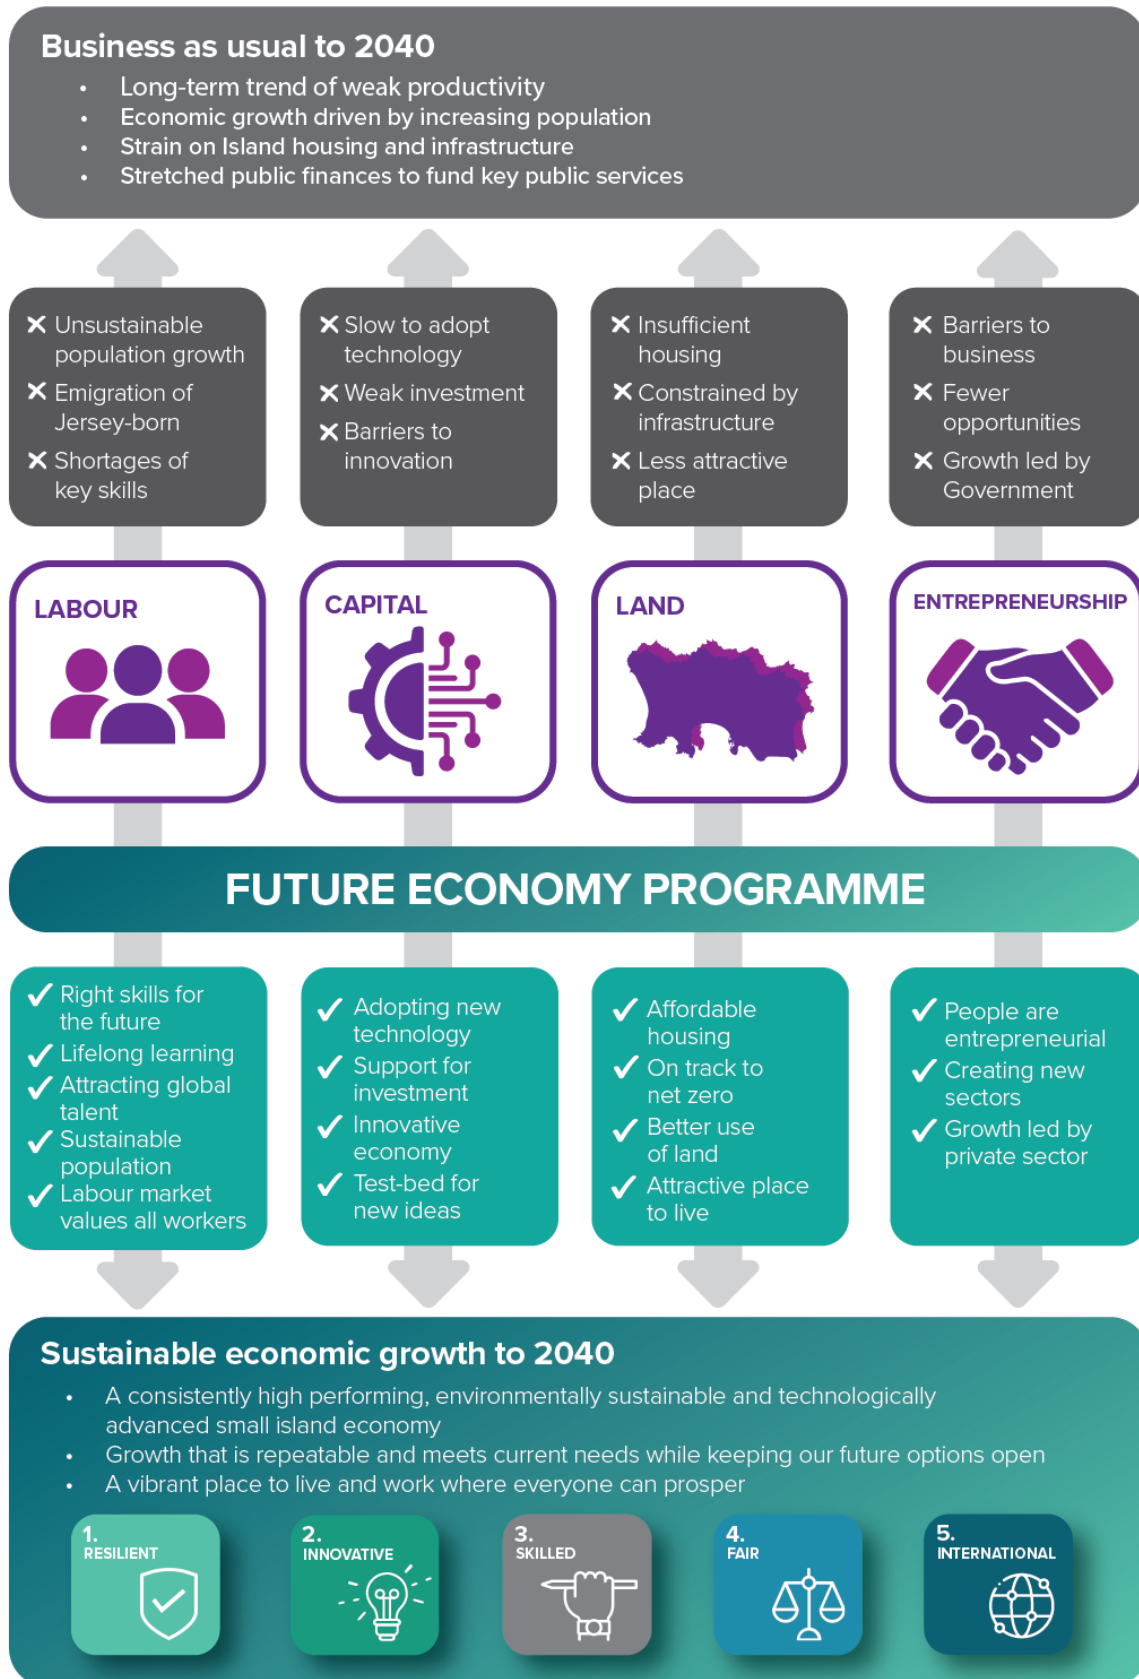 Business as usual to 2040
• Long-term trend of weak productivity
• Economic growth driven by increasing population
• Strain on Island housing and infrastructure
• Stretched public finances to fund key public services
Unsustainable
population growth
Emigration of
Jersey-born
Shortages of
key skills
Slow to adopt
technology
Weak investment
Barriers to
innovation
Insufficient
housing
Constrained by
infrastructure
Less attractive
place
Barriers to
business
Fewer
opportunities
Growth led by
Government
LABOUR
CAPITAL
LAND
ENTREPRENEURSHIP
FUTURE ECONOMY PROGRAMME
Right skills for
the future
Lifelong learning
Attracting global
talent
Sustainable
population
Labour market
values all workers
Adopting new
technology
Support for
investment
Innovative
economy
Test-bed for
new ideas
Affordable
housing
On track to
net zero
Better use
of land
Attractive place
to live
People are
entrepreneurial
Creating new
sectors
Growth led by
private sector
Sustainable economic growth to 2040
• A consistently high performing, environmentally sustainable and technologically
advanced small island economy
• Growth that is repeatable and meets current needs while keeping our future options open
• A vibrant place to live and work where everyone can prosper
1.
RESILIENT
2.
INNOVATIVE
3.
SKILLED
4.
FAIR
5.
INTERNATIONAL